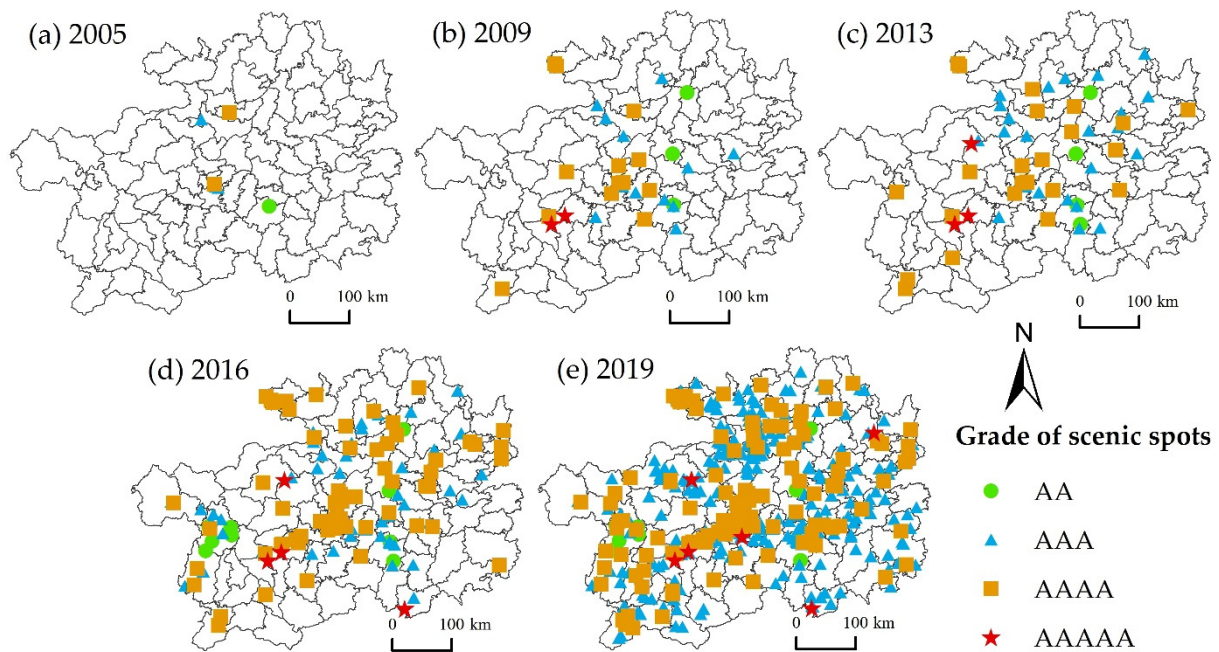 (a) 2005
(b) 2009
(c) 2013
0 100 km
0 100 km
0 100 km
(d) 2016
(e) 2019
N
Grade of scenic spots
AA
AAA
AAAA
AAAAA
0 100 km
0 100 km